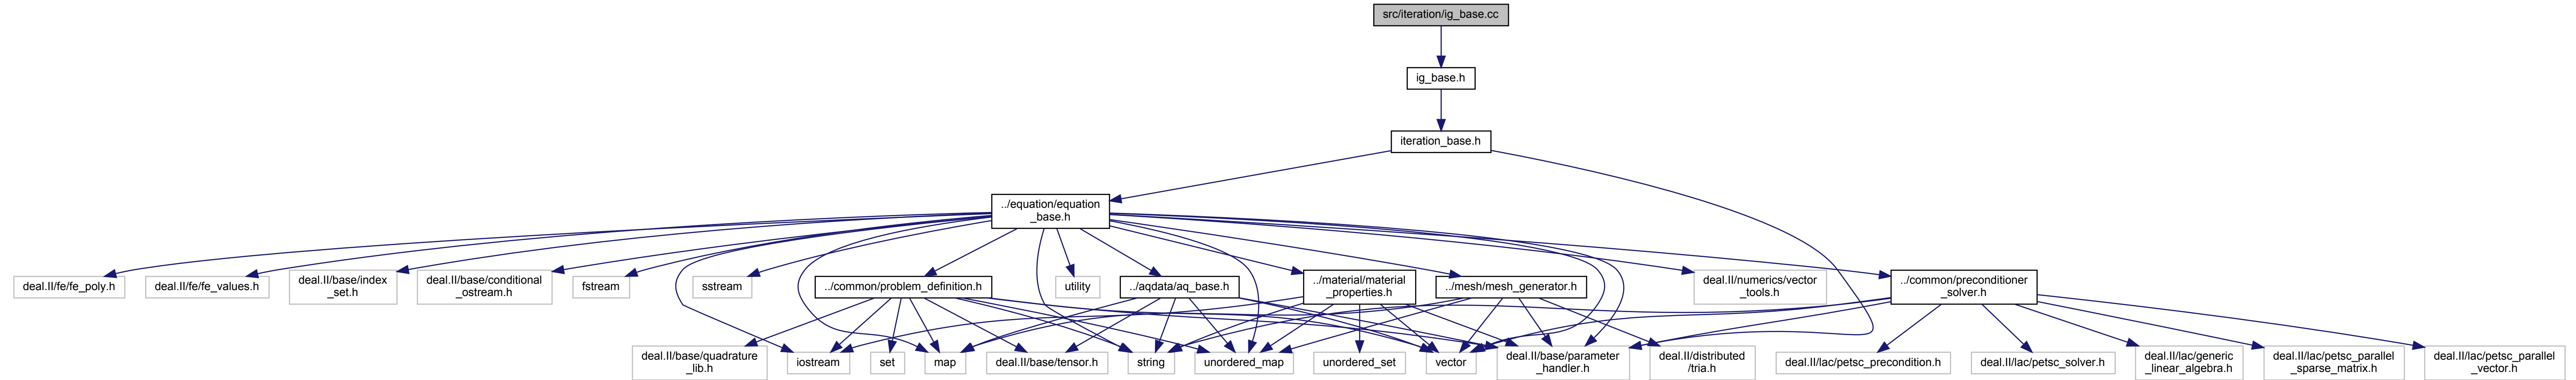 src/iteration/ig_base.cc
ig_base.h
iteration_base.h
../equation/equation
_base.h
deal.II/fe/fe_poly.h
deal.II/fe/fe_values.h
deal.II/base/index
_set.h
deal.II/base/conditional
_ostream.h
fstream
sstream
../common/problem_definition.h
utility
../aqdata/aq_base.h
../material/material
_properties.h
../mesh/mesh_generator.h
deal.II/numerics/vector
_tools.h
../common/preconditioner
_solver.h
deal.II/base/quadrature
_lib.h
iostream
set
map
deal.II/base/tensor.h
string
unordered_map
unordered_set
vector
deal.II/base/parameter
_handler.h
deal.II/distributed
/tria.h
deal.II/lac/petsc_precondition.h
deal.II/lac/petsc_solver.h
deal.II/lac/generic
_linear_algebra.h
deal.II/lac/petsc_parallel
_sparse_matrix.h
deal.II/lac/petsc_parallel
_vector.h